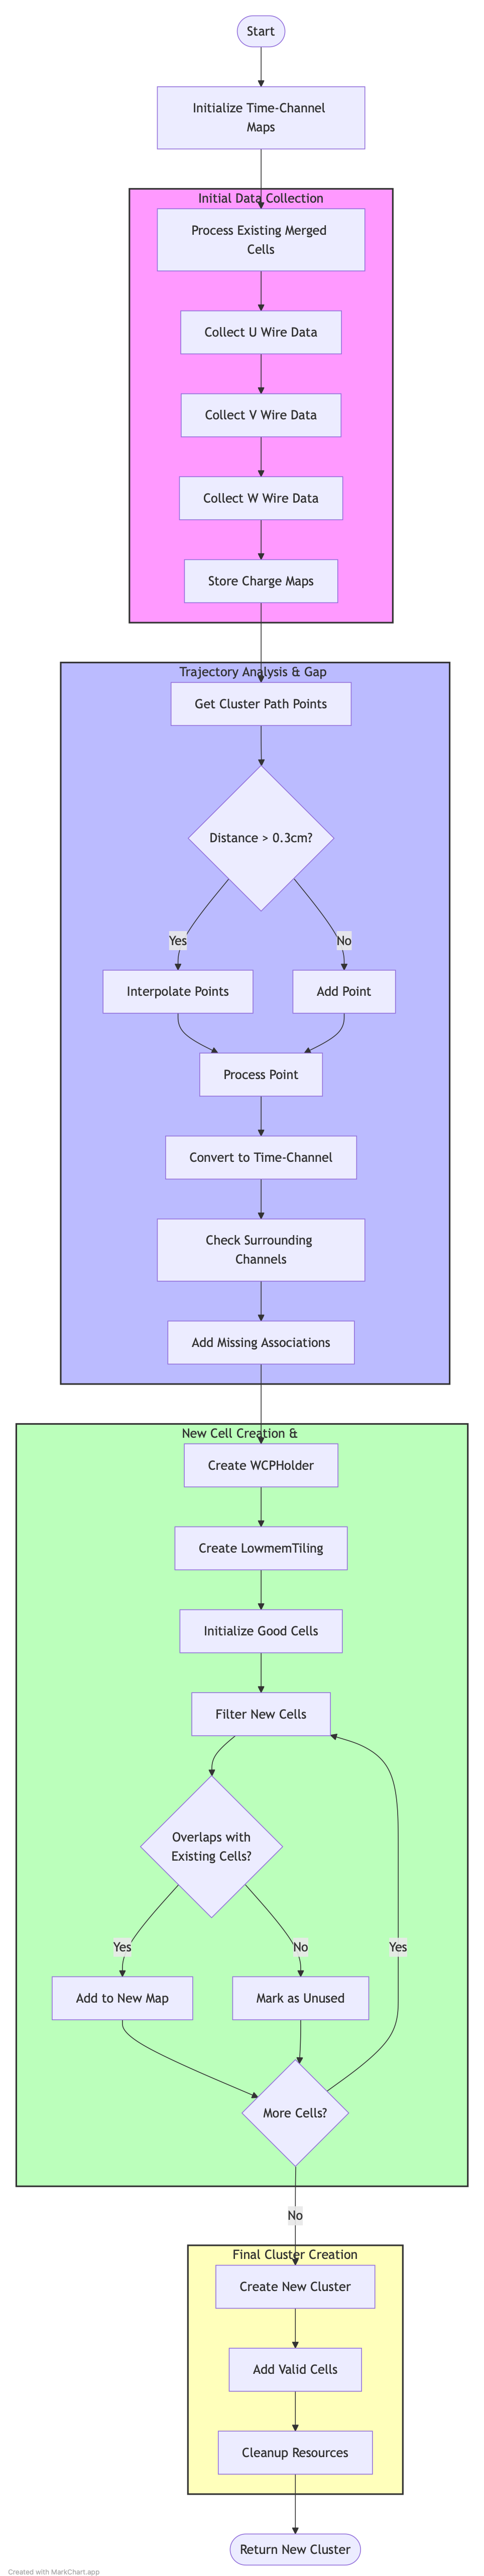 Start
Initialize Time-Channel
Maps
Initial Data Collection
Process Existing Merged
Cells
Collect U Wire Data
Collect V Wire Data
Collect W Wire Data
Store Charge Maps
Trajectory Analysis & Gap
Get Cluster Path Points
Distance > 0.3cm?
Yes
No
Interpolate Points
Add Point
Process Point
Convert to Time-Channel
Check Surrounding
Channels
Add Missing Associations
New Cell Creation &
Create WCPHolder
Create LowmemTiling
Initialize Good Cells
Filter New Cells
Overlaps with
Existing Cells?
Yes
No
Yes
Add to New Map
Mark as Unused
More Cells?
No
Final Cluster Creation
Create New Cluster
Add Valid Cells
Cleanup Resources
Return New Cluster
Created with MarkChart.app